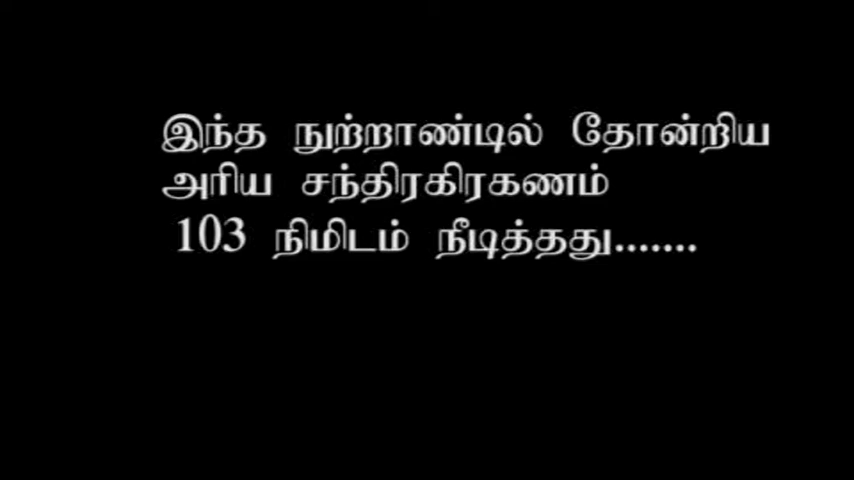 இந்த நுற்றாண்டில் தோன்றிய
அரிய சந்திரகிரகணம்
103 நிமிடம் நீடித்தது.......